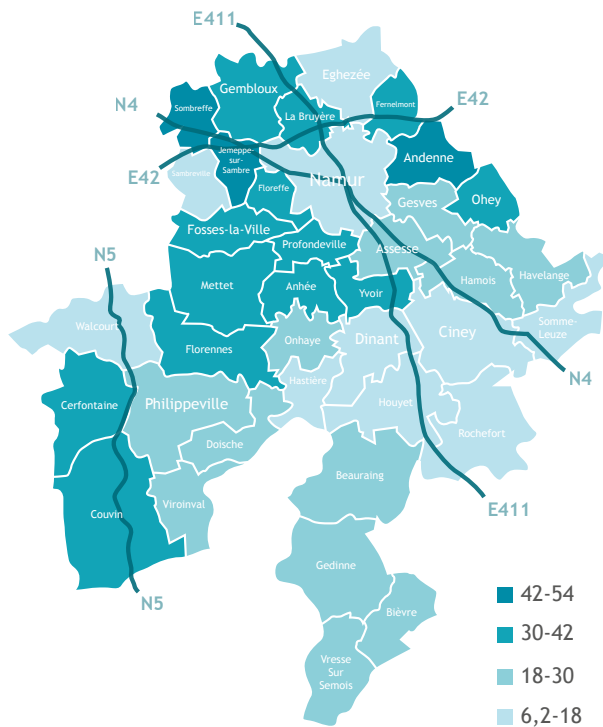 E411
Eghezée
Gembloux
Fernelmont
N4
Sombreffe
E42
La Bruyère
Jemeppe-
sur-
Sambre
Andenne
E42
Sambreville
Floreffe
Namur
Gesves
Ohey
Fosses-la-Ville
Profondeville
Assesse
N5
Mettet
Anhée
Yvoir
Hamois
Havelange
Walcourt
Florennes
Onhaye
Dinant
Ciney
Somme-
Leuze
Hastière
N4
Cerfontaine
Philippeville
Houyet
Rochefort
Doische
Beauraing
Couvin
Viroinval
E411
N5
Gedinne
Bièvre
Vresse
Sur
Semois
42-54
30-42
18-30
6,2-18